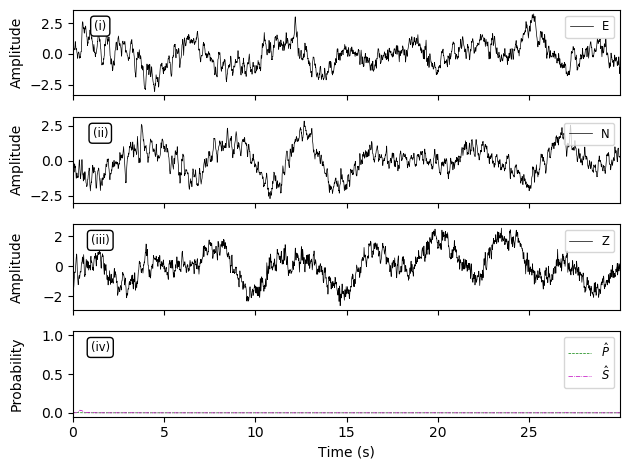 2.5
0.0
−2.5
Amplitude
(i)
E
2.5
0.0
−2.5
Amplitude
(ii)
N
2
0
−2
Amplitude
(iii)
Z
1.0
0.5
0.0
Probability
(iv)
P̂
Ŝ
0 5 10 15 20 25
Time (s)